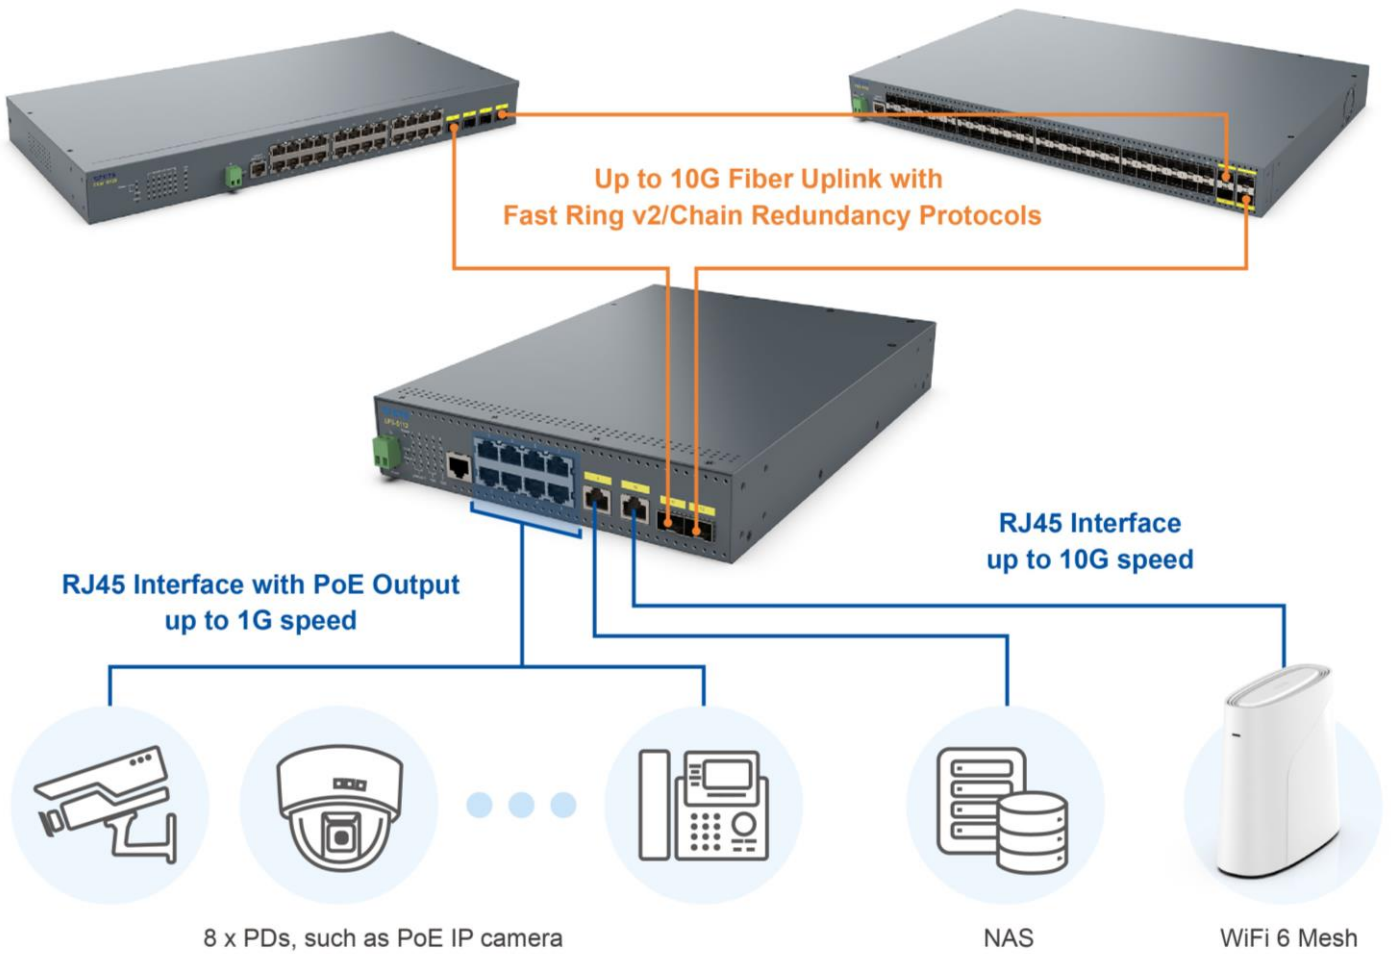 Up to 10G Fiber Uplink with
Fast Ring v2/Chain Redundancy Protocols
RJ45 Interface
up to 10G speed
RJ45 Interface with PoE Output
up to 1G speed
8 x PDs, such as PoE IP camera
NAS
WiFi 6 Mesh